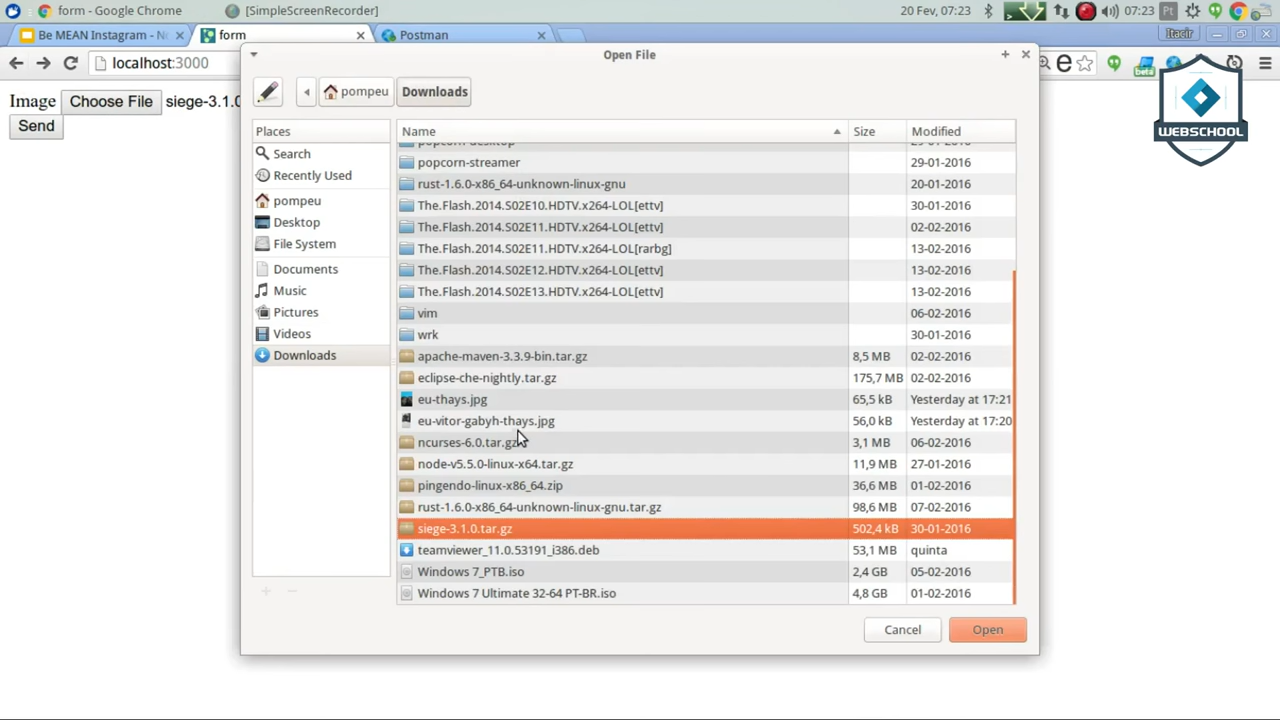 form - Google Chrome
[SimpleScreenRecorder]
20 Fev, 07:23
07:23
Pt
Be MEAN Instagram - N
form
Postman
Itacir
localhost:3000
beta
Image
Choose File
siege-3.1.0
Send
WEBSCHOOL
Open File
pompeu
Downloads
Places
Search
Recently Used
pompeu
Desktop
File System
Documents
Music
Pictures
Videos
Downloads
Name Size Modified
popcorn-desktop 29-01-2016
popcorn-streamer 29-01-2016
rust-1.6.0-x86_64-unknown-linux-gnu 20-01-2016
The.Flash.2014.S02E10.HDTV.x264-LOL[ettv] 30-01-2016
The.Flash.2014.S02E11.HDTV.x264-LOL[ettv] 02-02-2016
The.Flash.2014.S02E11.HDTV.x264-LOL[rarbg] 13-02-2016
The.Flash.2014.S02E12.HDTV.x264-LOL[ettv] 13-02-2016
The.Flash.2014.S02E13.HDTV.x264-LOL[ettv] 13-02-2016
vim 06-02-2016
wrk 30-01-2016
apache-maven-3.3.9-bin.tar.gz 8,5 MB 02-02-2016
eclipse-che-nightly.tar.gz 175,7 MB 02-02-2016
eu-thays.jpg 65,5 kB Yesterday at 17:21
eu-vitor-gabyh-thays.jpg 56,0 kB Yesterday at 17:20
ncurses-6.0.tar.gz 3,1 MB 06-02-2016
node-v5.5.0-linux-x64.tar.gz 11,9 MB 27-01-2016
pingendo-linux-x86_64.zip 36,6 MB 01-02-2016
rust-1.6.0-x86_64-unknown-linux-gnu.tar.gz 98,6 MB 07-02-2016
siege-3.1.0.tar.gz 502,4 kB 30-01-2016
teamviewer_11.0.53191_i386.deb 53,1 MB quinta
Windows 7_PTB.iso 2,4 GB 05-02-2016
Windows 7 Ultimate 32-64 PT-BR.iso 4,8 GB 01-02-2016
Cancel
Open